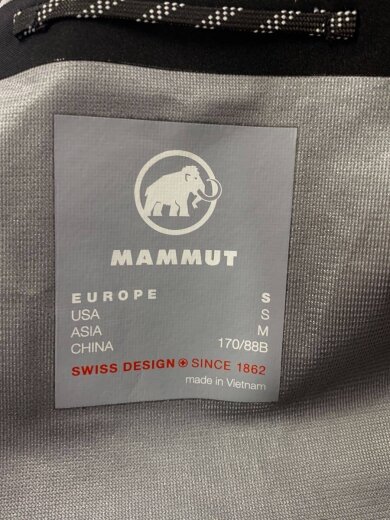 MAMMUT
EUROPE S
USA S
ASIA M
CHINA 170/88B
SWISS DESIGN SINCE 1862
made in Vietnam